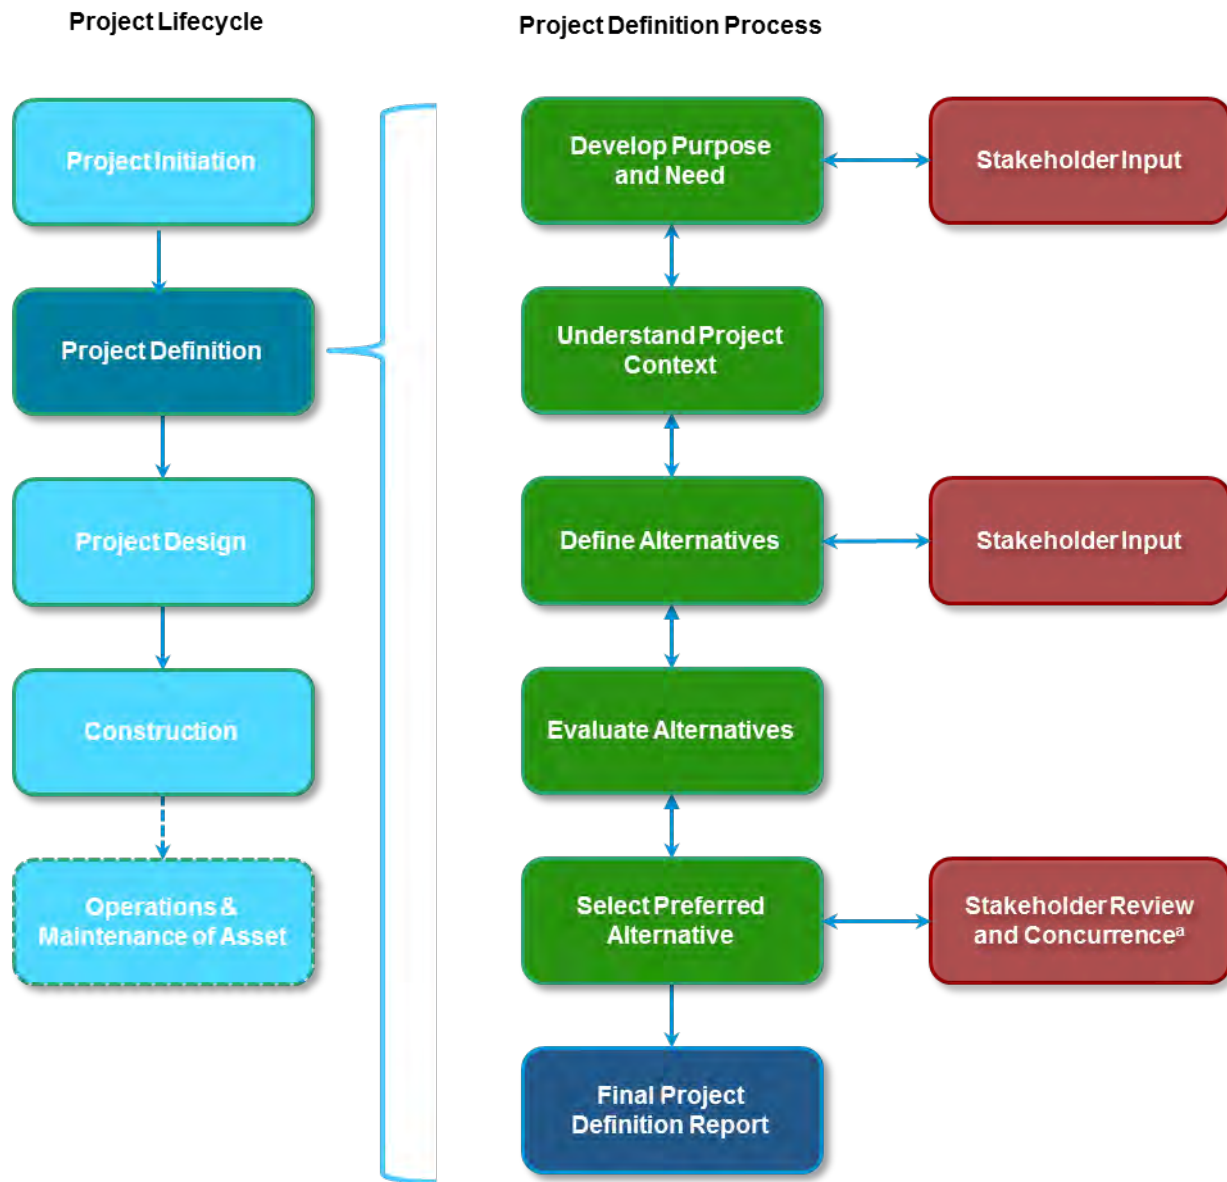 Project Lifecycle
Project Definition Process
Project Initiation
Project Definition
Project Design
Construction
Operations &
Maintenance of Asset
Develop Purpose
and Need
Stakeholder Input
Understand Project
Context
Define Alternatives
Stakeholder Input
Evaluate Alternatives
Select Preferred
Alternative
Stakeholder Review
and Concurrenceᵃ
Final Project
Definition Report